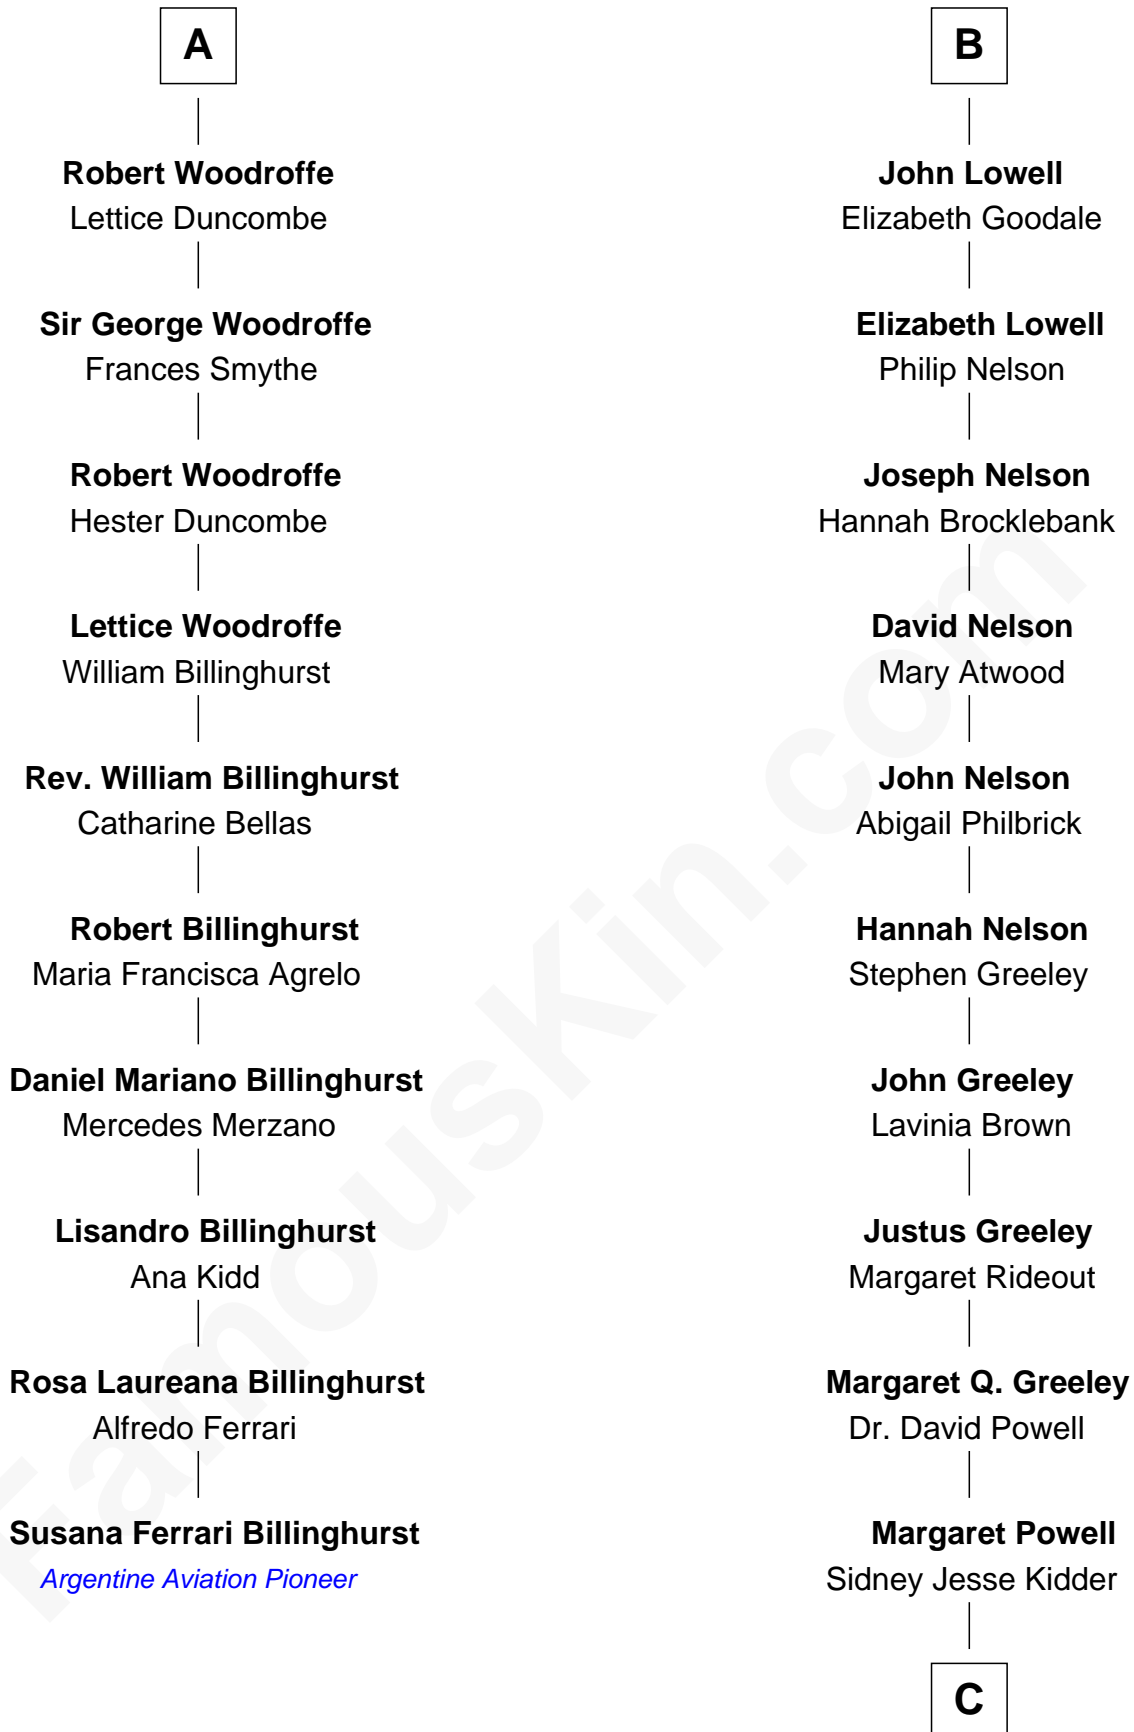 A
Robert Woodroffe
Lettice Duncombe
Sir George Woodroffe
Frances Smythe
Robert Woodroffe
Hester Duncombe
Lettice Woodroffe
William Billinghurst
Rev. William Billinghurst
Catharine Bellas
Robert Billinghurst
Maria Francisca Agrelo
Daniel Mariano Billinghurst
Mercedes Merzano
Lisandro Billinghurst
Ana Kidd
Rosa Laureana Billinghurst
Alfredo Ferrari
Susana Ferrari Billinghurst
Argentine Aviation Pioneer
B
John Lowell
Elizabeth Goodale
Elizabeth Lowell
Philip Nelson
Joseph Nelson
Hannah Brocklebank
David Nelson
Mary Atwood
John Nelson
Abigail Philbrick
Hannah Nelson
Stephen Greeley
John Greeley
Lavinia Brown
Justus Greeley
Margaret Rideout
Margaret Q. Greeley
Dr. David Powell
Margaret Powell
Sidney Jesse Kidder
C
FamousKin.com